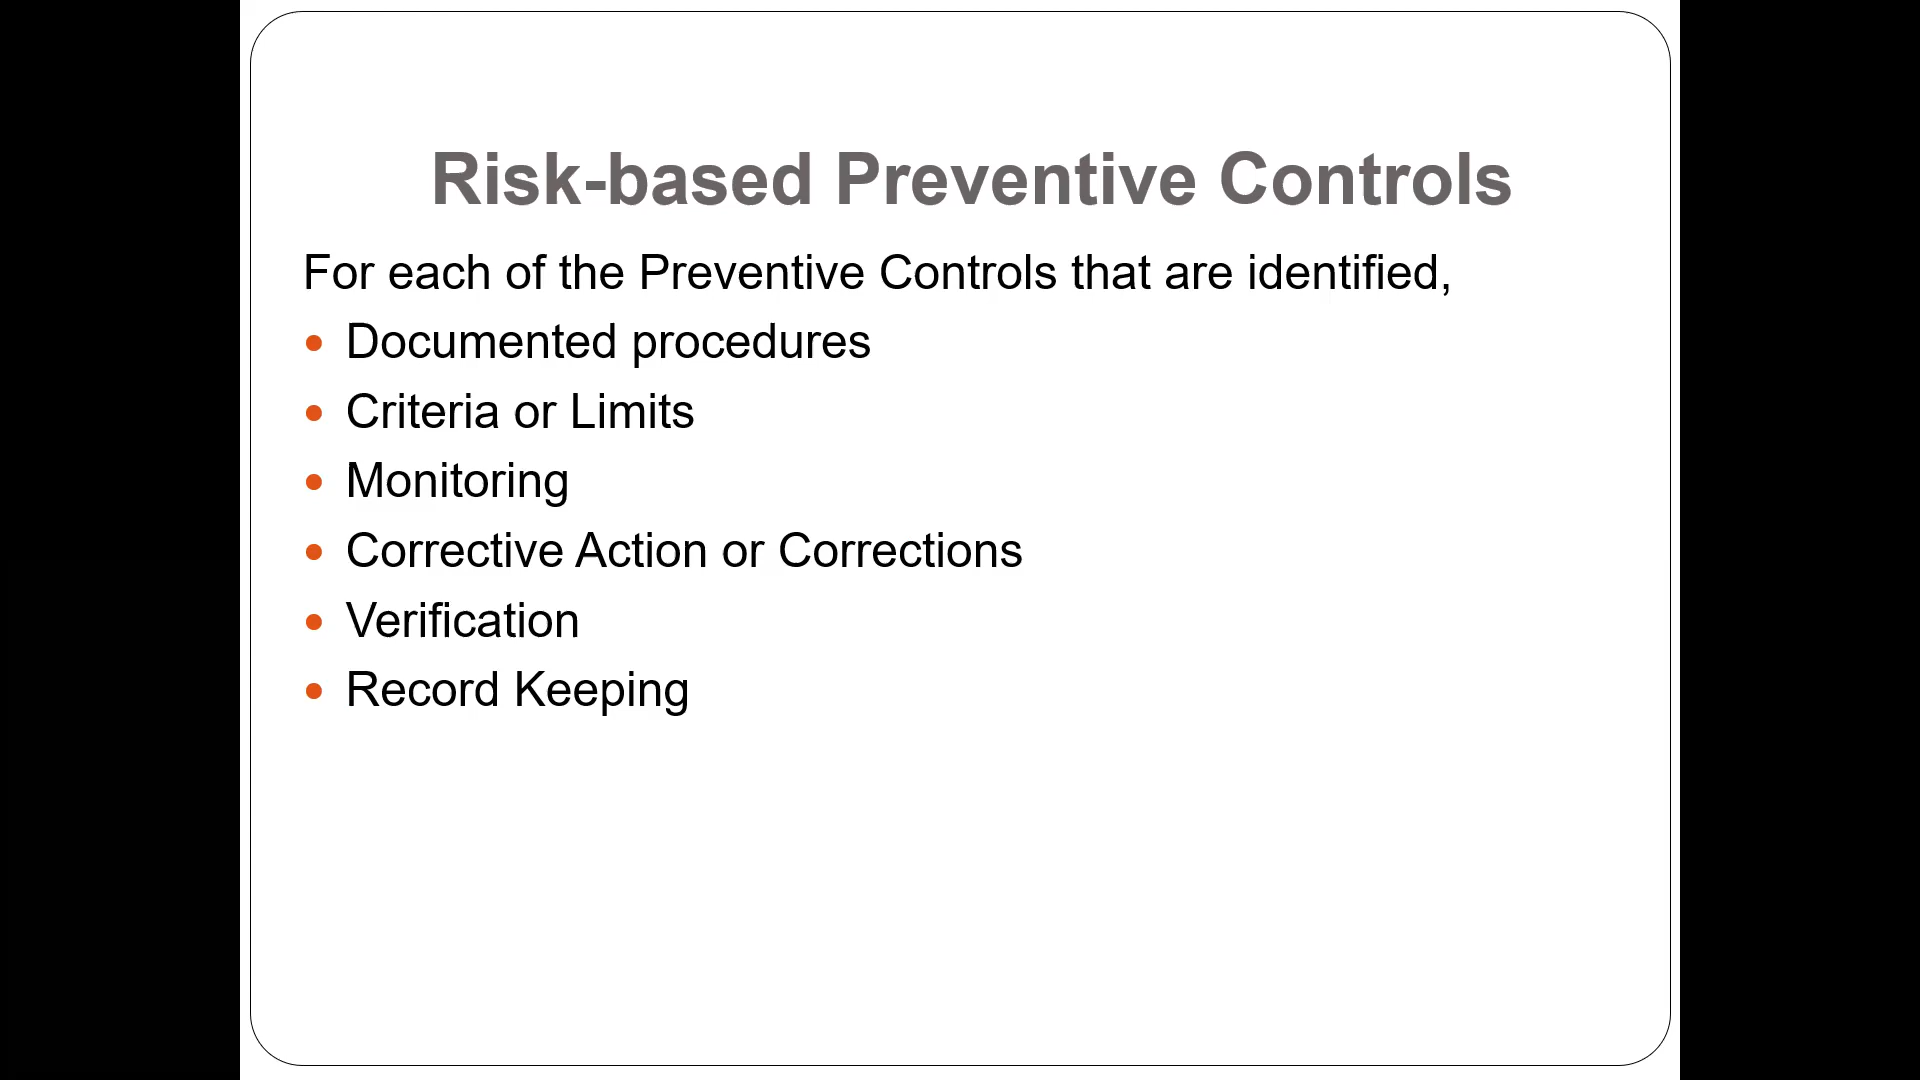 Risk-based Preventive Controls
For each of the Preventive Controls that are identified,
• Documented procedures
• Criteria or Limits
• Monitoring
• Corrective Action or Corrections
• Verification
• Record Keeping